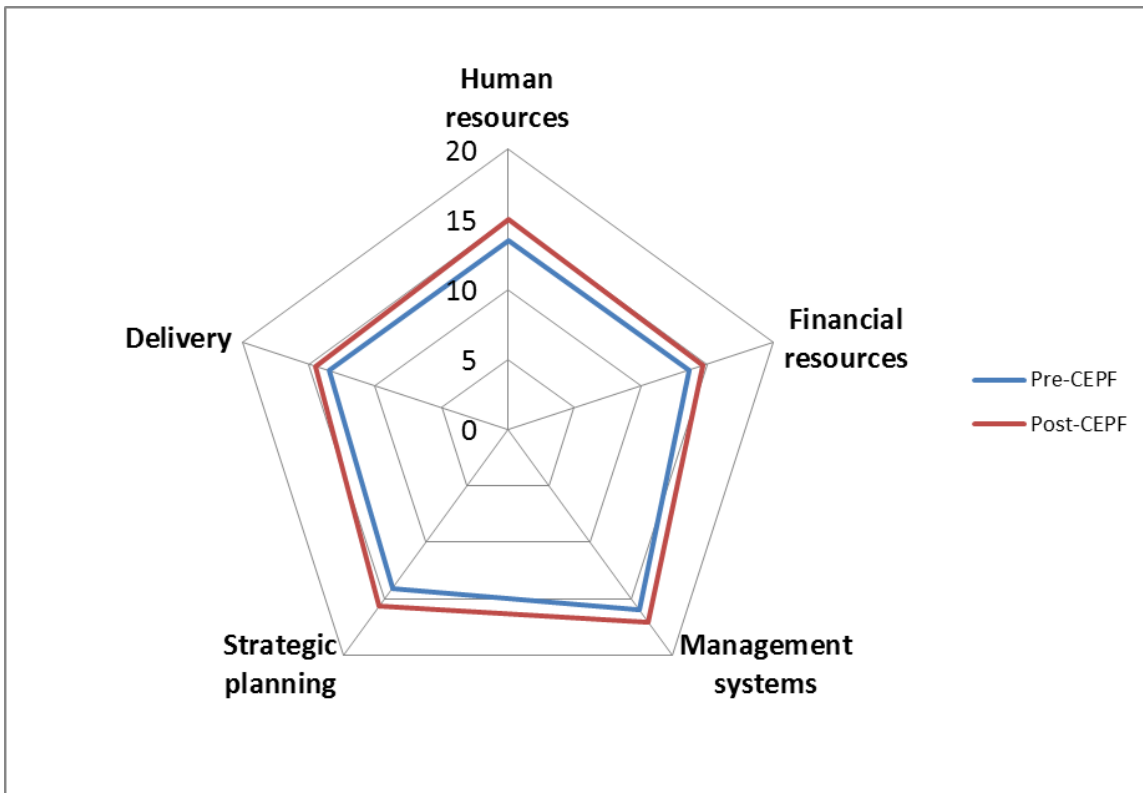 Human
resources
20
15
10
5
0
Delivery
Financial
resources
Pre-CEPF
Post-CEPF
Strategic
planning
Management
systems